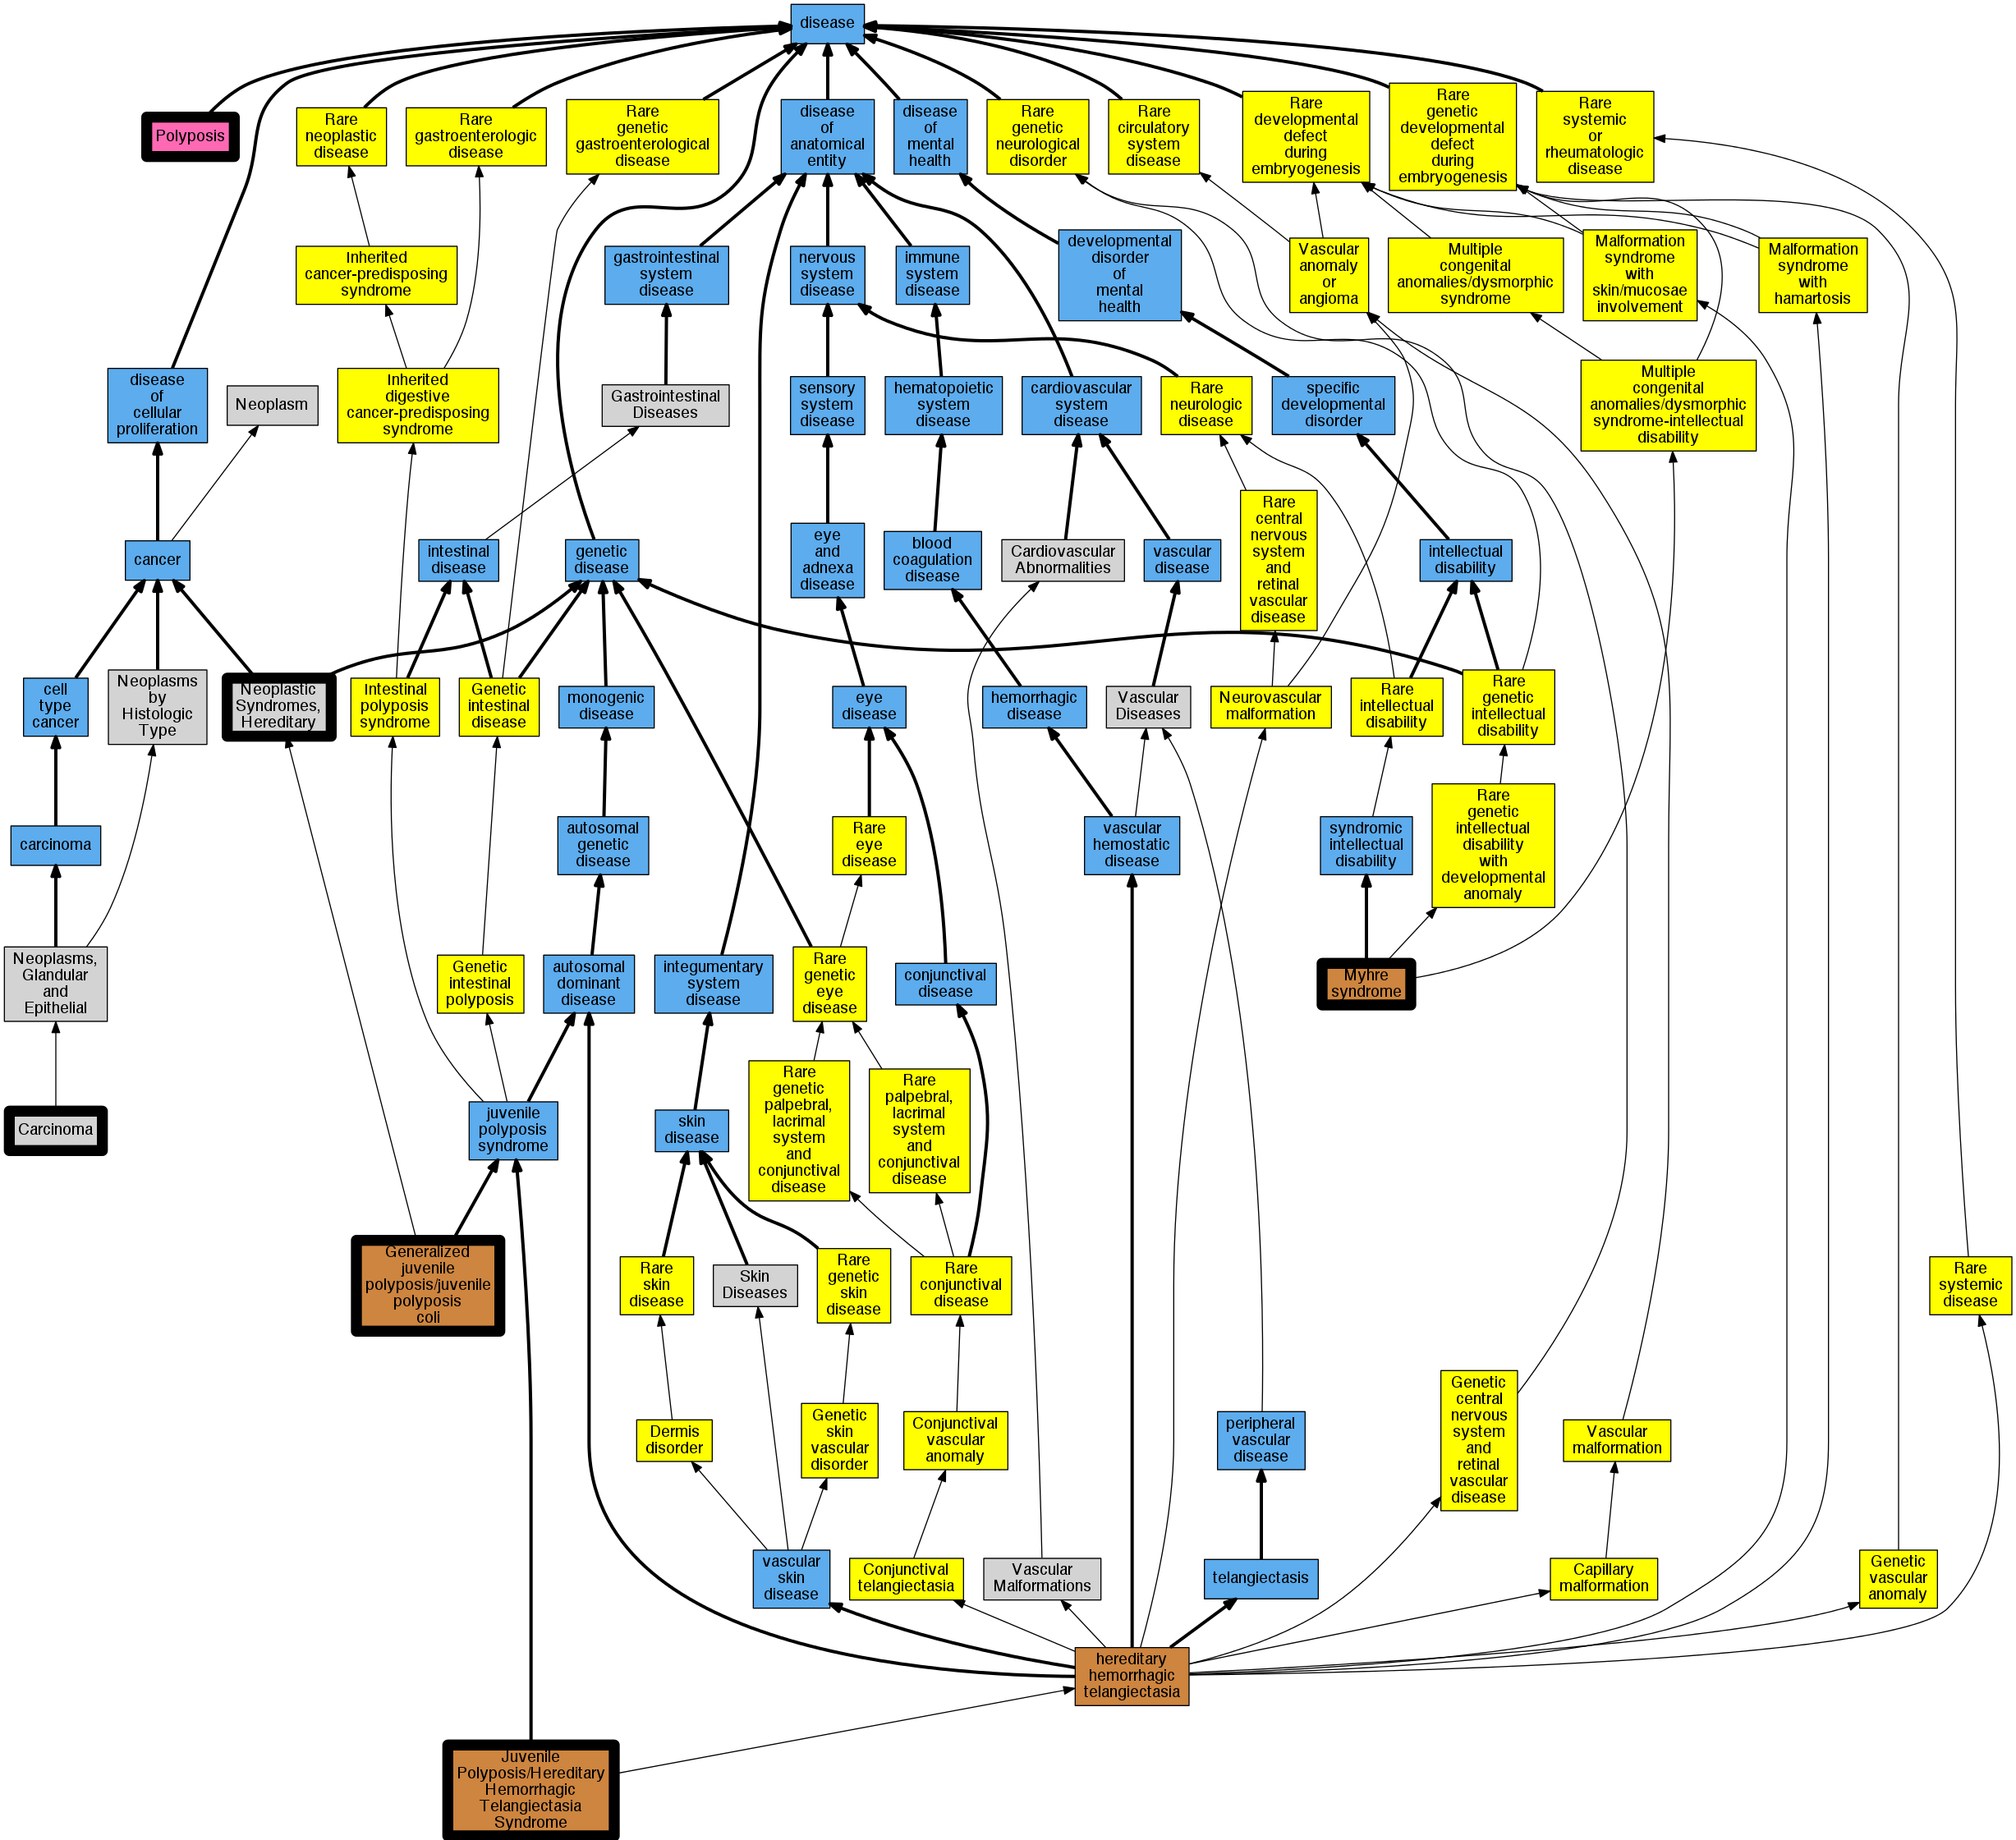 disease
Polyposis
Rare
neoplastic
disease
Rare
gastroenterologic
disease
Rare
genetic
gastroenterological
disease
disease
of
anatomical
entity
disease
of
mental
health
Rare
genetic
neurological
disorder
Rare
circulatory
system
disease
Rare
developmental
defect
during
embryogenesis
Rare
genetic
developmental
defect
during
embryogenesis
Rare
systemic
or
rheumatologic
disease
Inherited
cancer-predisposing
syndrome
gastrointestinal
system
disease
nervous
system
disease
immune
system
disease
developmental
disorder
of
mental
health
Vascular
anomaly
or
angioma
Multiple
congenital
anomalies/dysmorphic
syndrome
Malformation
syndrome
with
skin/mucosae
involvement
Malformation
syndrome
with
hamartosis
disease
of
cellular
proliferation
Neoplasm
Inherited
digestive
cancer-predisposing
syndrome
Gastrointestinal
Diseases
sensory
system
disease
hematopoietic
system
disease
cardiovascular
system
disease
Rare
neurologic
disease
specific
developmental
disorder
Multiple
congenital
anomalies/dysmorphic
syndrome-intellectual
disability
cancer
intestinal
disease
genetic
disease
eye
and
adnexa
disease
blood
coagulation
disease
Cardiovascular
Abnormalities
vascular
disease
Rare
central
nervous
system
and
retinal
vascular
disease
intellectual
disability
cell
type
cancer
Neoplasms
by
Histologic
Type
Neoplastic
Syndromes,
Hereditary
Intestinal
polyposis
syndrome
Genetic
intestinal
disease
monogenic
disease
eye
disease
hemorrhagic
disease
Vascular
Diseases
Neurovascular
malformation
Rare
intellectual
disability
Rare
genetic
intellectual
disability
carcinoma
autosomal
genetic
disease
Rare
eye
disease
vascular
hemostatic
disease
syndromic
intellectual
disability
Rare
genetic
intellectual
disability
with
developmental
anomaly
Neoplasms,
Glandular
and
Epithelial
Genetic
intestinal
polyposis
autosomal
dominant
disease
integumentary
system
disease
Rare
genetic
eye
disease
conjunctival
disease
Myhre
syndrome
Carcinoma
juvenile
polyposis
syndrome
skin
disease
Rare
genetic
palpebral,
lacrimal
system
and
conjunctival
disease
Rare
palpebral,
lacrimal
system
and
conjunctival
disease
Generalized
juvenile
polyposis/juvenile
polyposis
coli
Rare
skin
disease
Skin
Diseases
Rare
genetic
skin
disease
Rare
conjunctival
disease
Rare
systemic
disease
Dermis
disorder
Genetic
skin
vascular
disorder
Conjunctival
vascular
anomaly
peripheral
vascular
disease
Genetic
central
nervous
system
and
retinal
vascular
disease
Vascular
malformation
vascular
skin
disease
Conjunctival
telangiectasia
Vascular
Malformations
telangiectasis
Capillary
malformation
Genetic
vascular
anomaly
hereditary
hemorrhagic
telangiectasia
Juvenile
Polyposis/Hereditary
Hemorrhagic
Telangiectasia
Syndrome